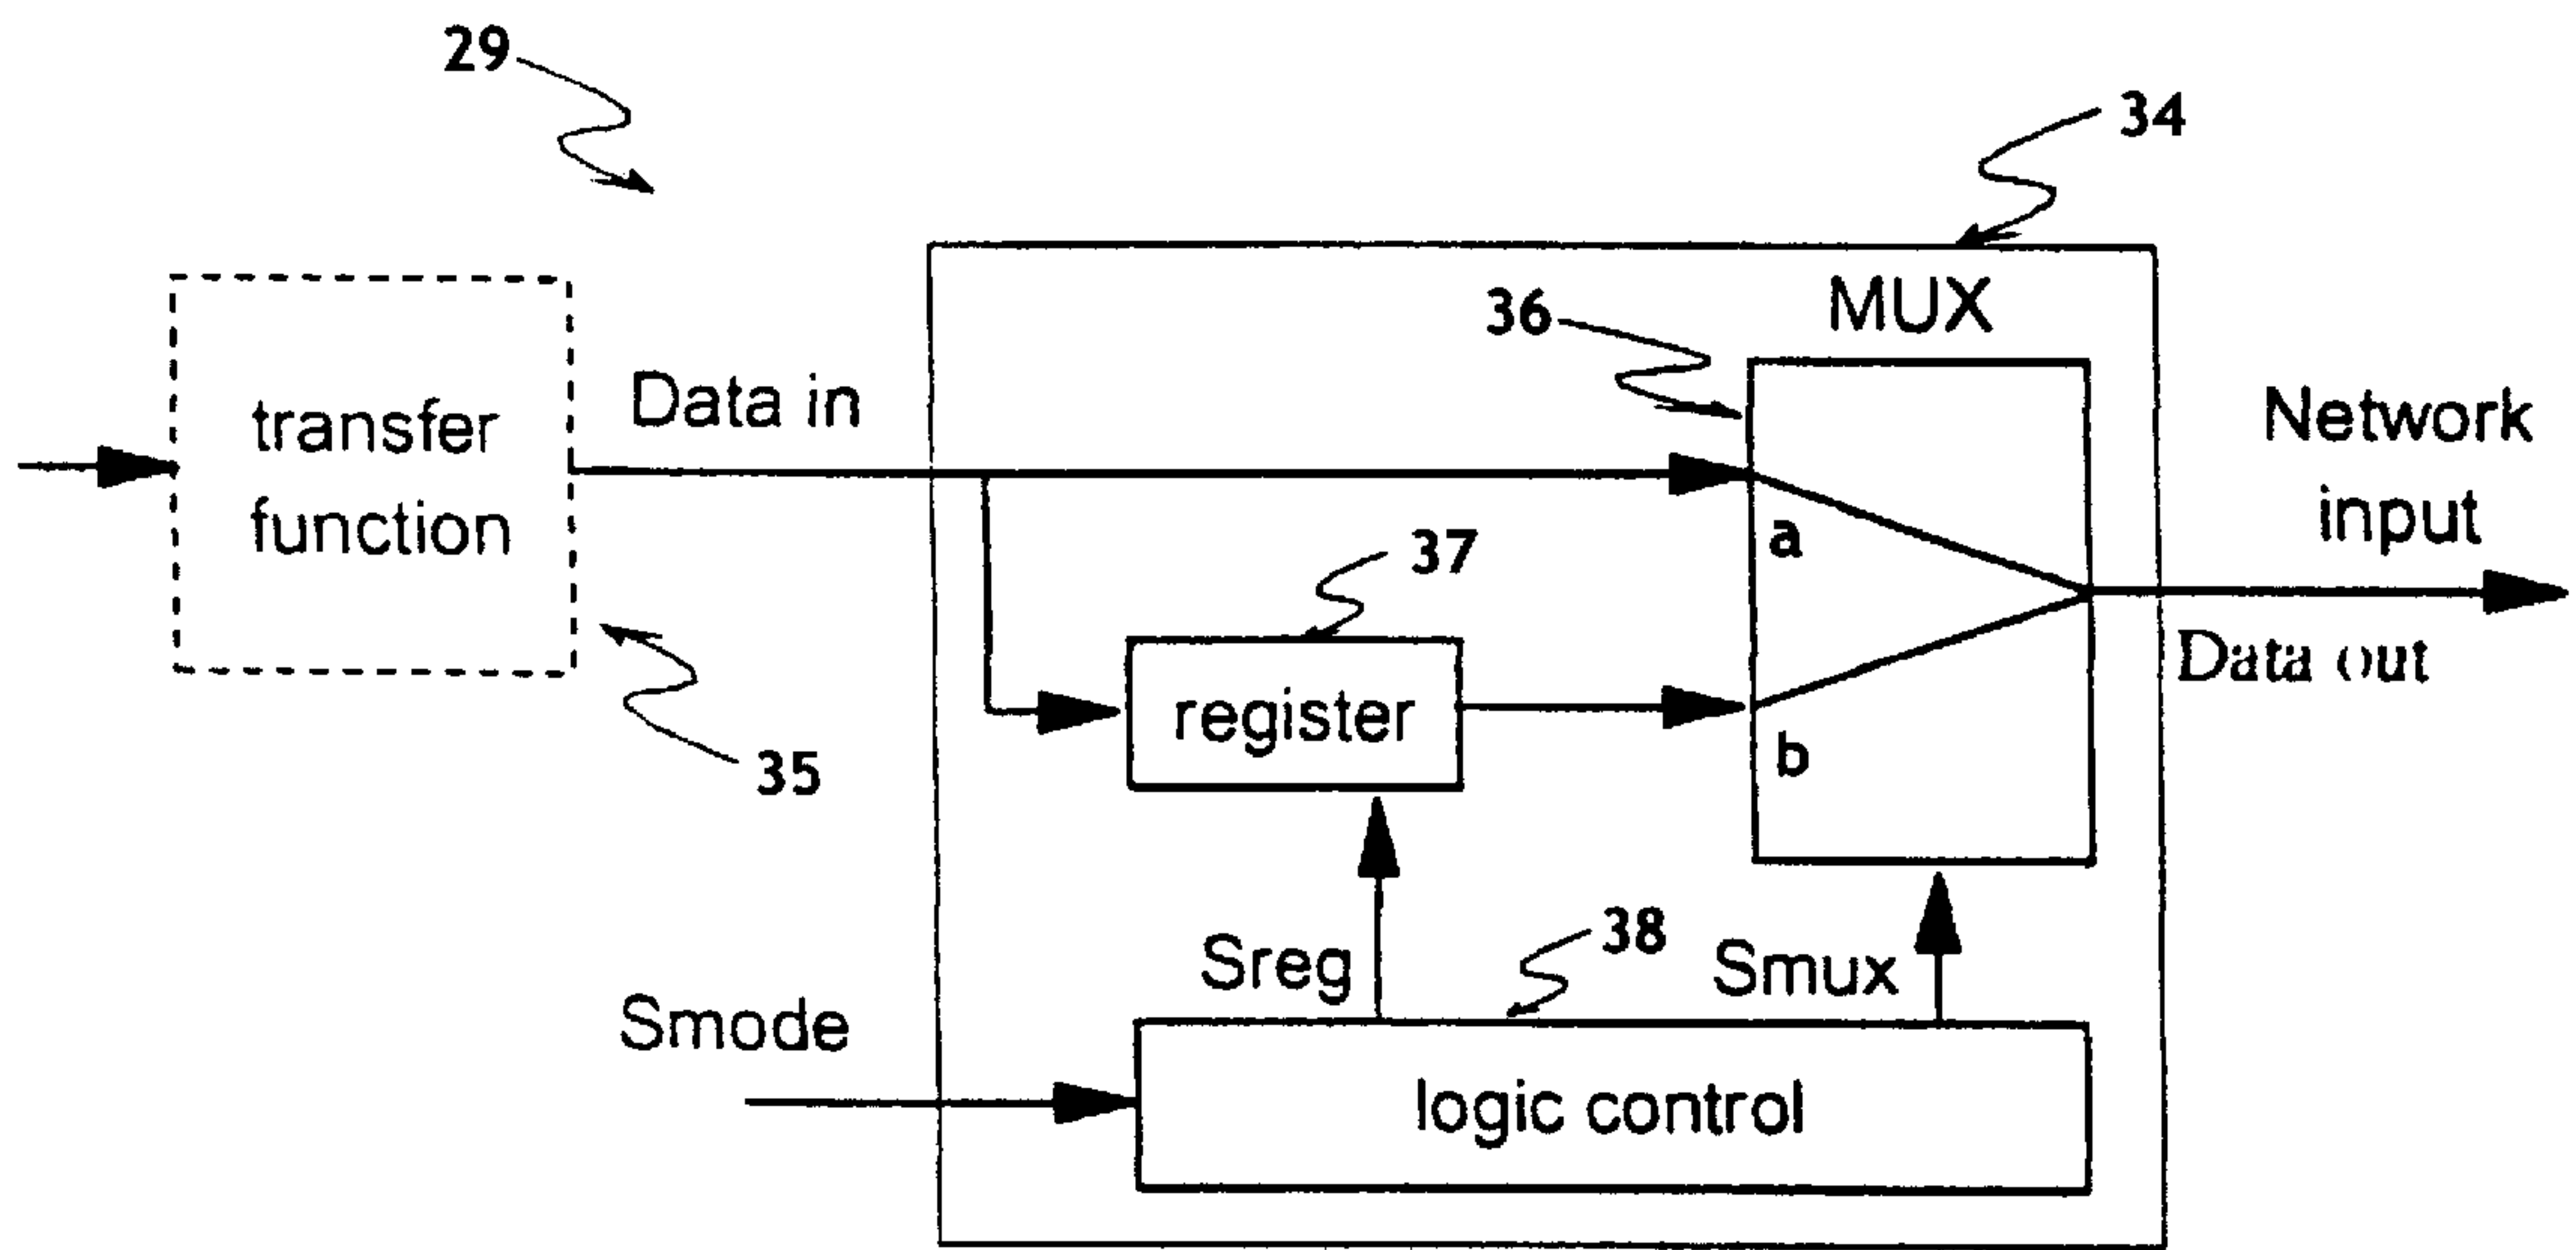 29
34
MUX
36
transfer
function
Data in
Network
input
a
37
register
Data out
b
35
Sreg
38
Smux
Smode
logic control